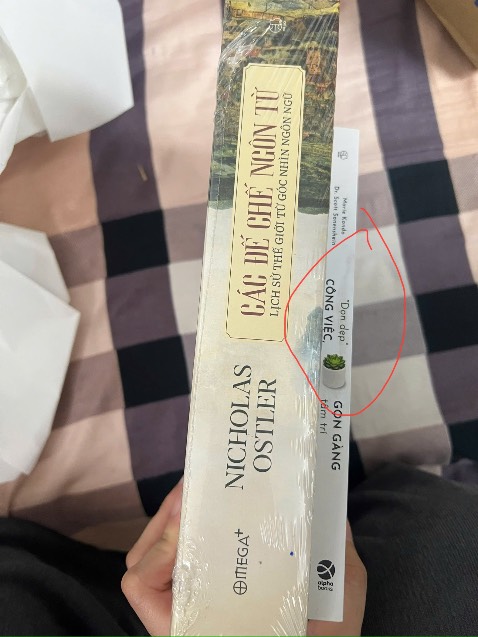 CÁC ĐẾ CHẾ NGÔN TỪ
LỊCH SỬ THẾ GIỚI TỪ GÓC NHÌN NGÔN NGỮ
NICHOLAS
OSTLER
OMEGA+
Marie Kondo
Dr. Scott Sonenshein
"Dọn dẹp"
CÔNG VIỆC,
GỌN GÀNG
tâm trí
alpha
books